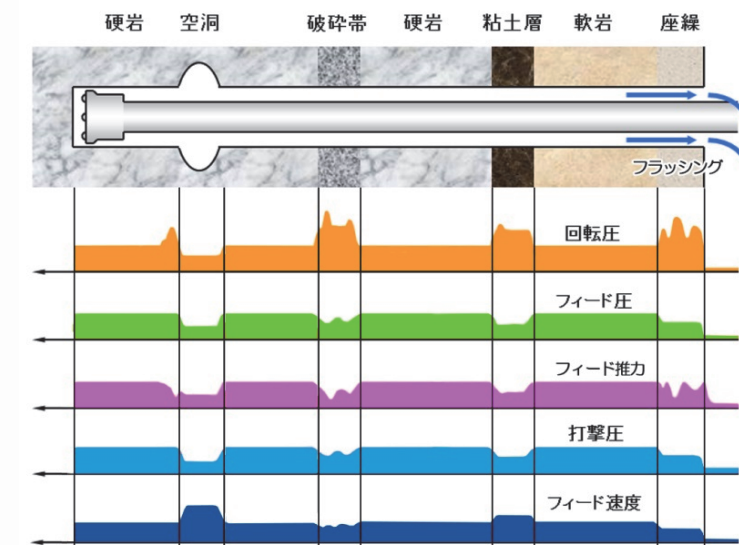 硬岩 空洞 破砕帯 硬岩 粘土層 軟岩 座繰
フラッシング
回転圧
フィード圧
フィード推力
打撃圧
フィード速度